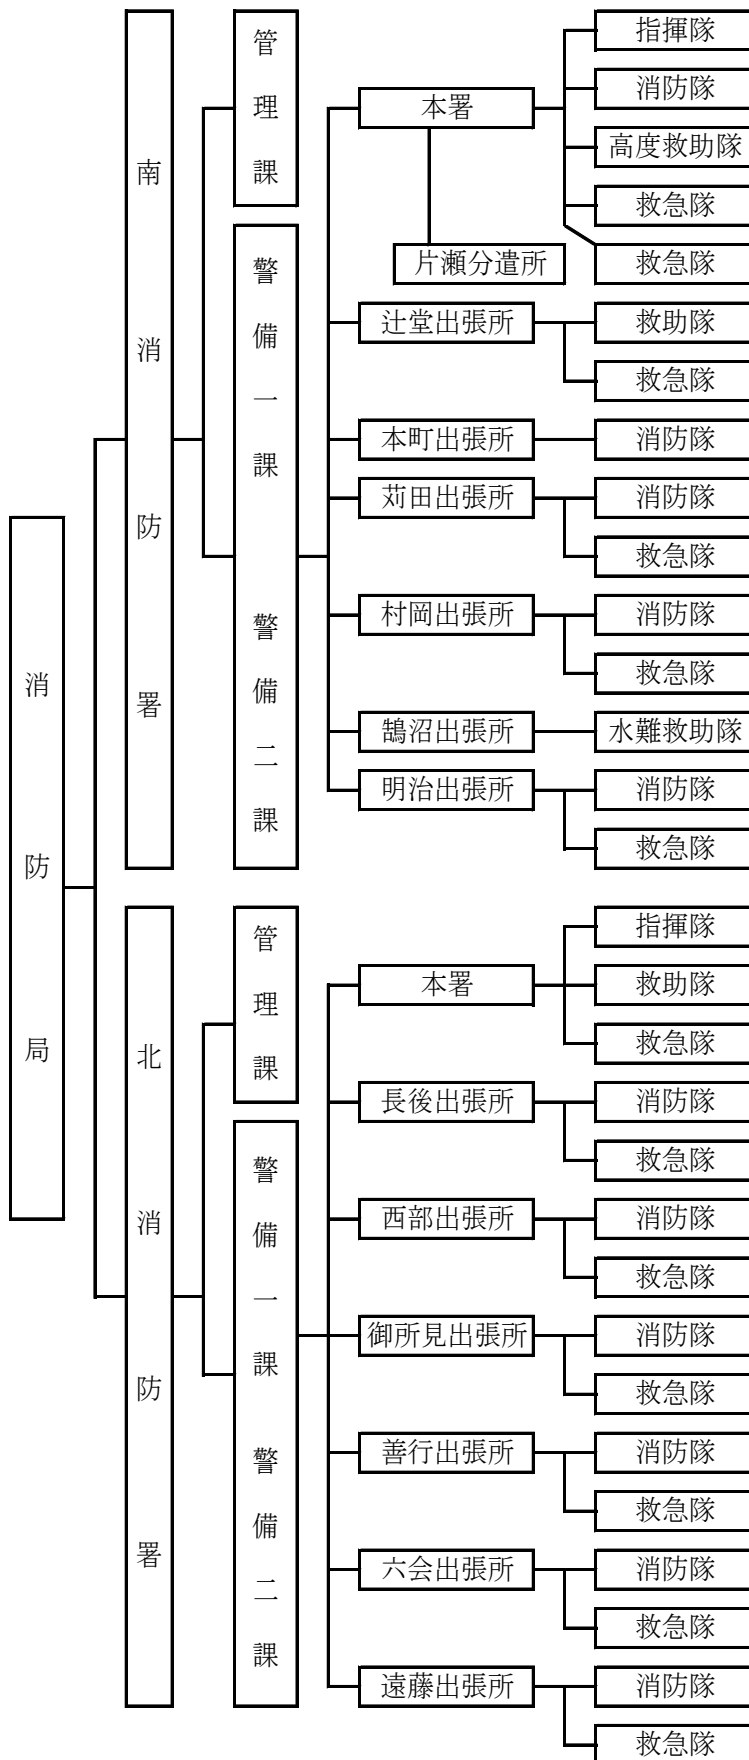 消防局
南消防署
管理課
警備一課 警備二課
本署
指揮隊
消防隊
高度救助隊
救急隊
片瀬分遣所
救急隊
辻堂出張所
救助隊
救急隊
本町出張所
消防隊
苅田出張所
消防隊
救急隊
村岡出張所
消防隊
救急隊
鵠沼出張所
水難救助隊
明治出張所
消防隊
救急隊
北消防署
管理課
警備一課 警備二課
本署
指揮隊
救助隊
救急隊
長後出張所
消防隊
救急隊
西部出張所
消防隊
救急隊
御所見出張所
消防隊
救急隊
善行出張所
消防隊
救急隊
六会出張所
消防隊
救急隊
遠藤出張所
消防隊
救急隊